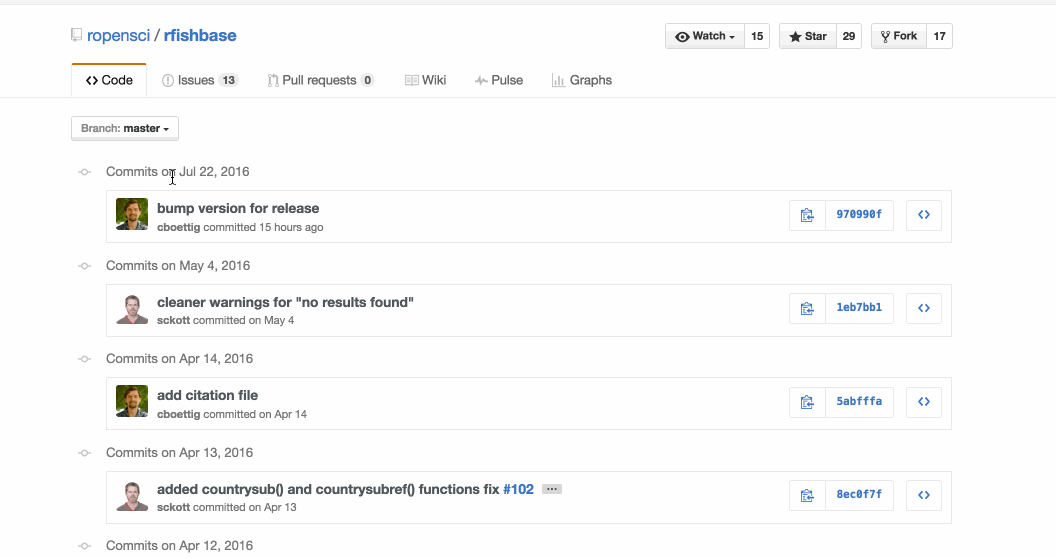 ropensci / rfishbase
Watch 15 Star 29 Fork 17
Code Issues 13 Pull requests 0 Wiki Pulse Graphs
Branch: master
Commits on Jul 22, 2016
bump version for release
cboettig committed 15 hours ago
970990f
Commits on May 4, 2016
cleaner warnings for "no results found"
sckott committed on May 4
1eb7bb1
Commits on Apr 14, 2016
add citation file
cboettig committed on Apr 14
5abfffa
Commits on Apr 13, 2016
added countrysub() and countrysubref() functions fix #102 ...
sckott committed on Apr 13
8ec0f7f
Commits on Apr 12, 2016